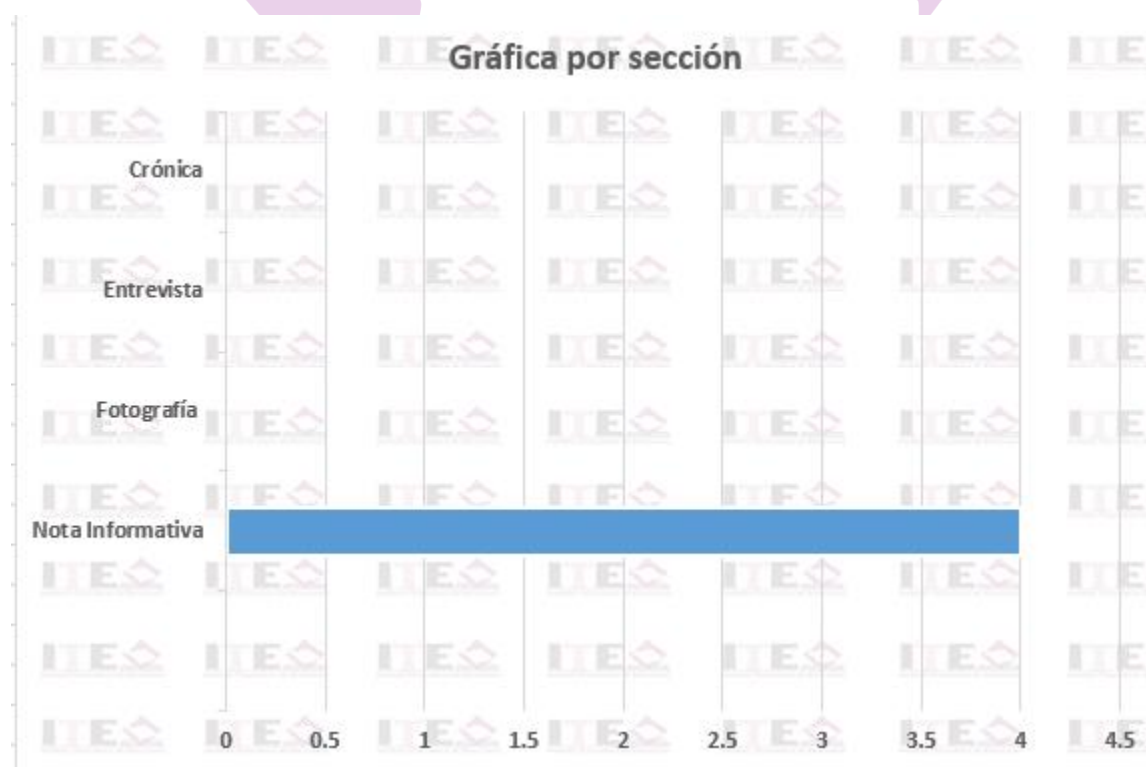 Gráfica por sección
Crónica
Entrevista
Fotografía
Nota Informativa
0 0.5 1 1.5 2 2.5 3 3.5 4 4.5